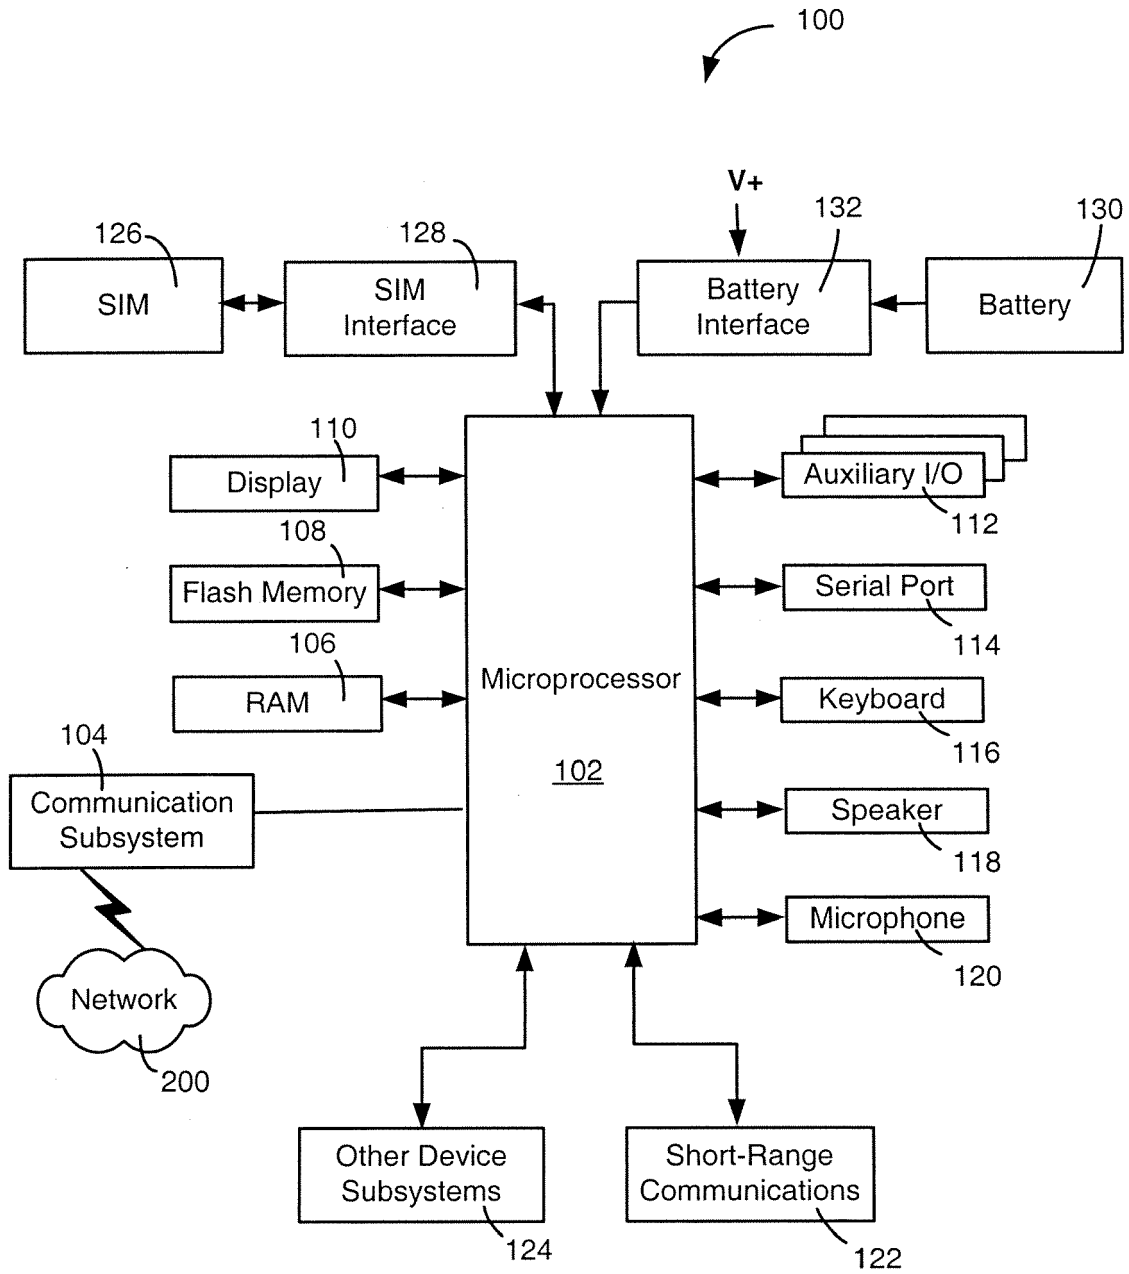 100
V+
126
128
132
130
SIM
SIM
Interface
Battery
Interface
Battery
110
Display
Auxiliary I/O
112
108
Flash Memory
Serial Port
114
106
RAM
Microprocessor
102
Keyboard
116
104
Communication
Subsystem
Speaker
118
Microphone
120
Network
200
Other Device
Subsystems
124
Short-Range
Communications
122